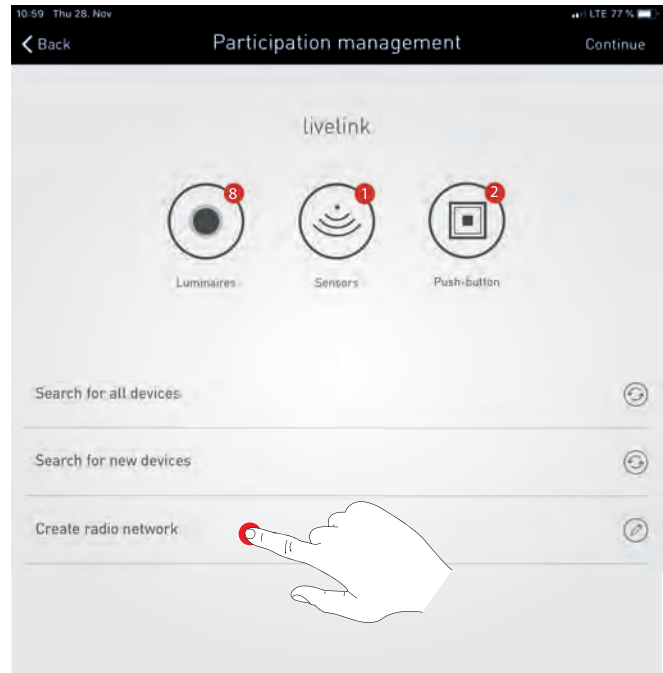 10:59 Thu 28. Nov
LTE 77 %
Back
Participation management
Continue
livelink
8
1
2
Luminaires
Sensors
Push-button
Search for all devices
Search for new devices
Create radio network